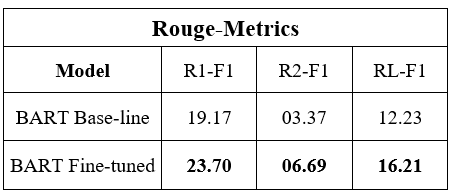 Rouge-Metrics
Model R1-F1 R2-F1 RL-F1
BART Base-line 19.17 03.37 12.23
BART Fine-tuned 23.70 06.69 16.21